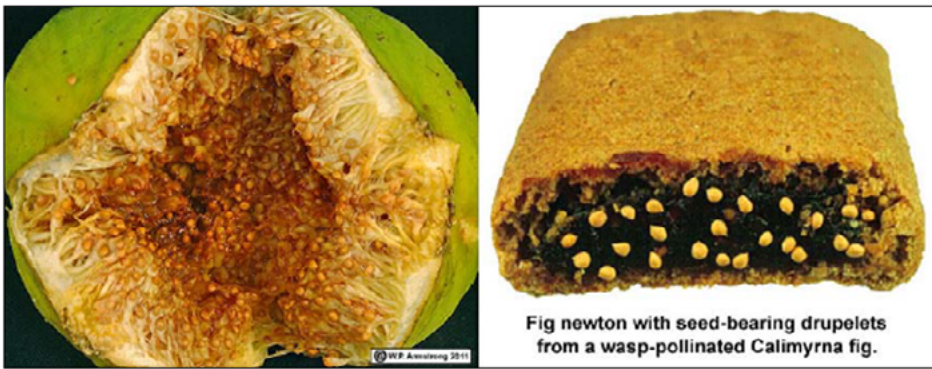 © W.P. Armstrong 2011
Fig newton with seed-bearing drupelets
from a wasp-pollinated Calimyrna fig.